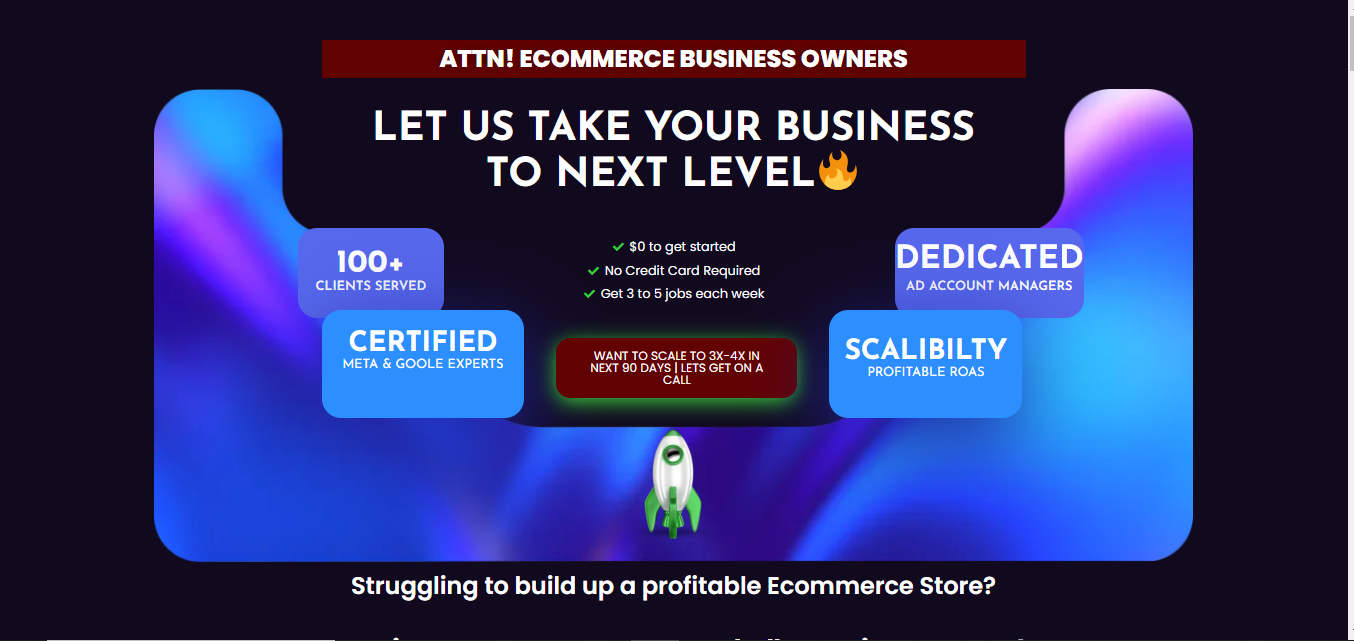 ATTN! ECOMMERCE BUSINESS OWNERS
LET US TAKE YOUR BUSINESS
TO NEXT LEVEL🔥
100+
CLIENTS SERVED
CERTIFIED
META & GOOLE EXPERTS
$0 to get started
No Credit Card Required
Get 3 to 5 jobs each week
WANT TO SCALE TO 3X-4X IN
NEXT 90 DAYS | LETS GET ON A
CALL
DEDICATED
AD ACCOUNT MANAGERS
SCALIBILTY
PROFITABLE ROAS
Struggling to build up a profitable Ecommerce Store?